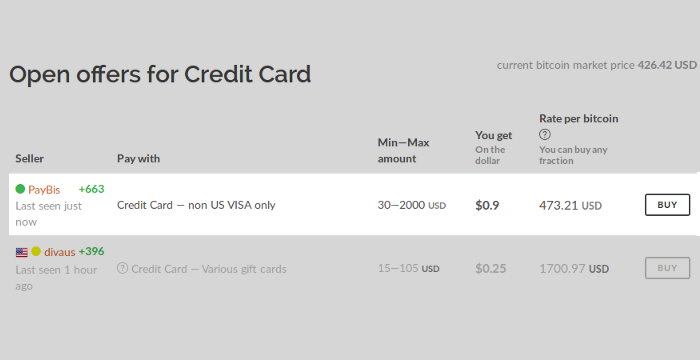 current bitcoin market price 426.42 USD
Open offers for Credit Card
Rate per bitcoin
?
Min—Max amount
You get
On the dollar
You can buy any fraction
Seller
Pay with
PayBis +663
Last seen just now
Credit Card — non US VISA only
30—2000 USD
$0.9
473.21 USD
BUY
divaus +396
Last seen 1 hour ago
? Credit Card — Various gift cards
15—105 USD
$0.25
1700.97 USD
BUY